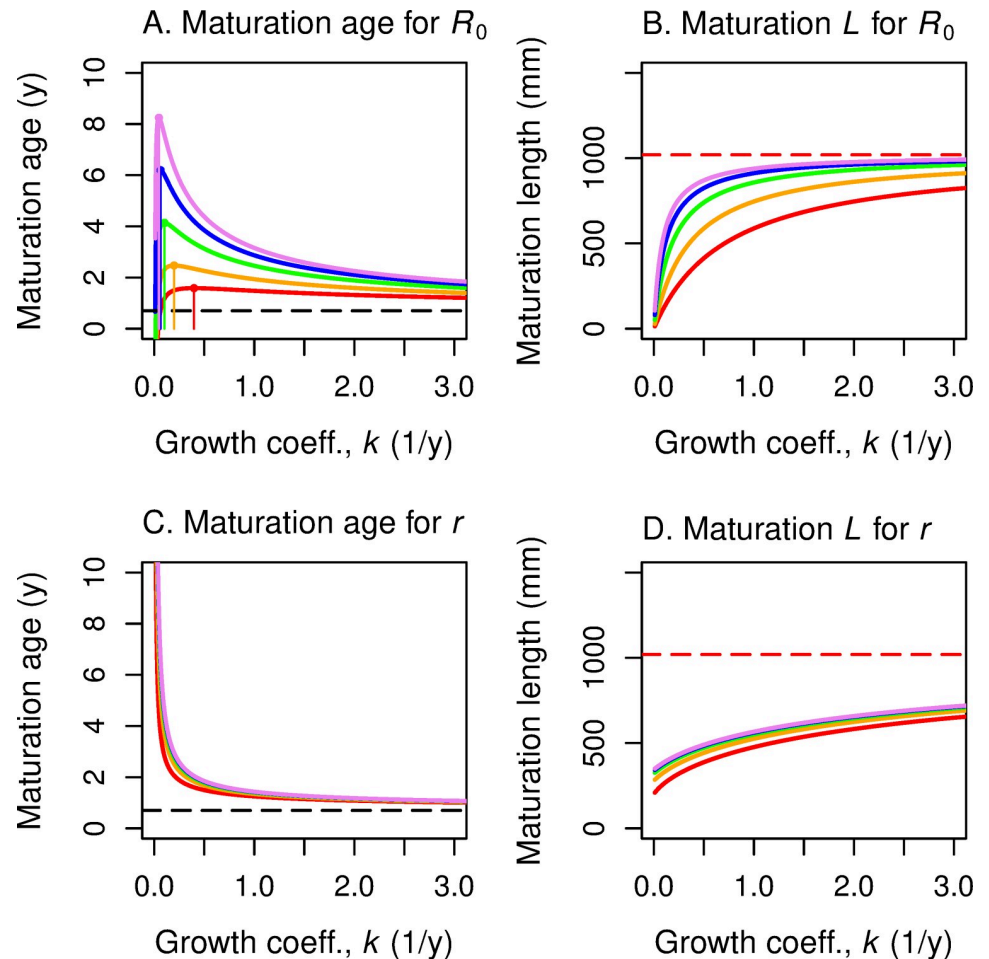 A. Maturation age for R₀
Maturation age (y)
10
8
6
4
2
0
0.0 1.0 2.0 3.0
Growth coeff., k (1/y)
B. Maturation L for R₀
Maturation length (mm)
1000
500
0
0.0 1.0 2.0 3.0
Growth coeff., k (1/y)
C. Maturation age for r
Maturation age (y)
10
8
6
4
2
0
0.0 1.0 2.0 3.0
Growth coeff., k (1/y)
D. Maturation L for r
Maturation length (mm)
1000
500
0
0.0 1.0 2.0 3.0
Growth coeff., k (1/y)